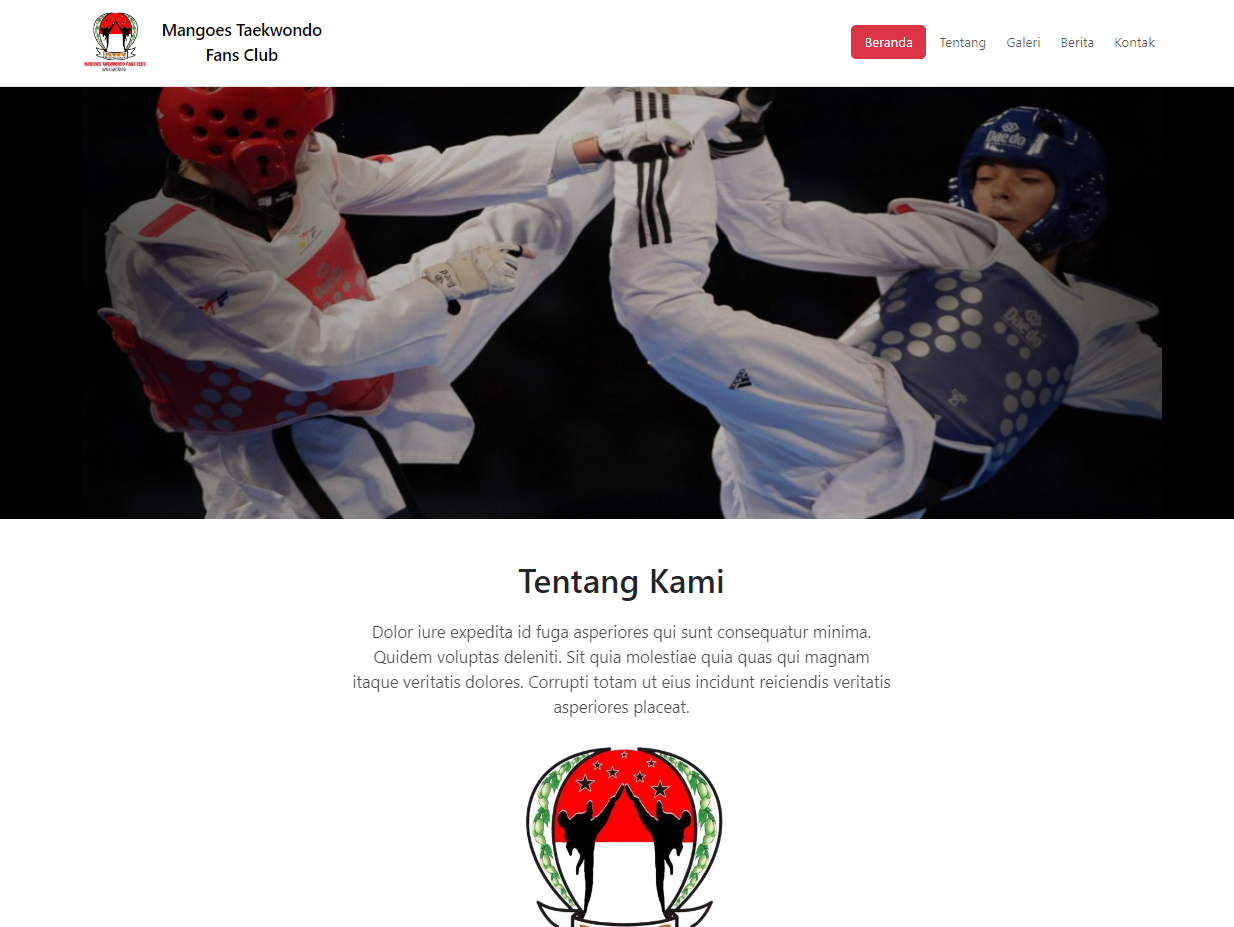 MANGOES TAEKWONDO FANS CLUB
Mangoes Taekwondo
Fans Club
Beranda
Tentang
Galeri
Berita
Kontak
Daedo
Daedo
Daedo
Tentang Kami
Dolor iure expedita id fuga asperiores qui sunt consequatur minima.
Quidem voluptas deleniti. Sit quia molestiae quia quas qui magnam
itaque veritatis dolores. Corrupti totam ut eius incidunt reiciendis veritatis
asperiores placeat.